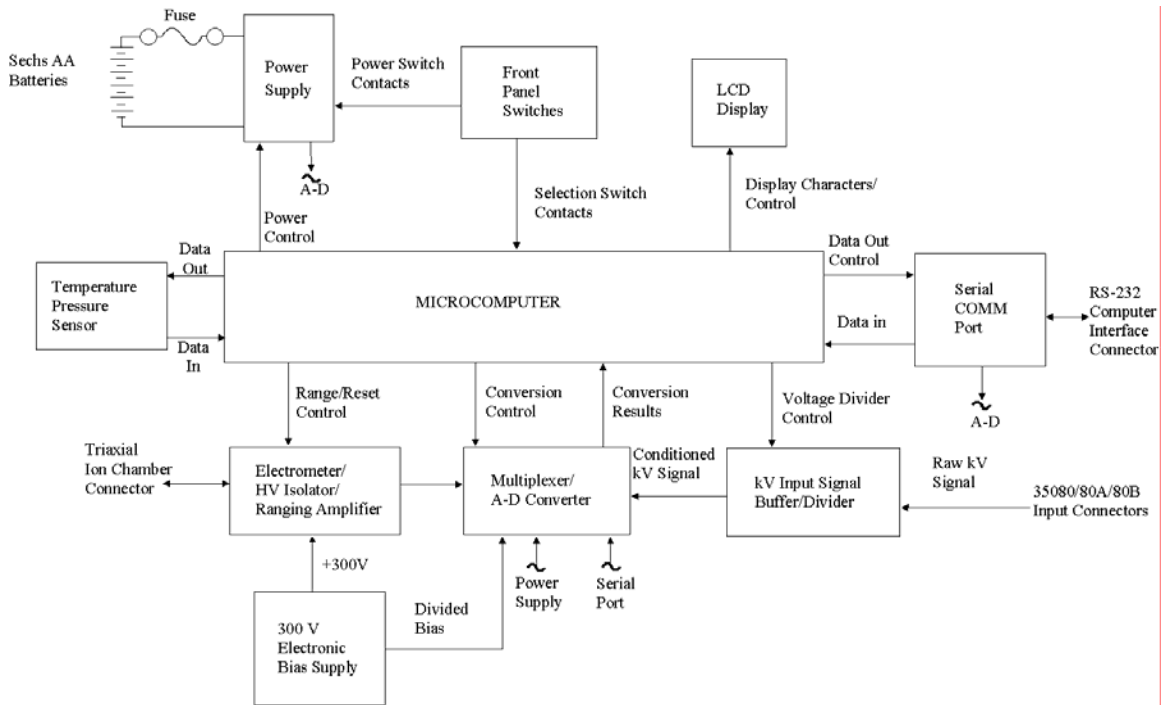 Fuse
Sechs AA
Batteries
Power
Supply
Power Switch
Contacts
Front
Panel
Switches
LCD
Display
A-D
Selection Switch
Contacts
Display Characters/
Control
Power
Control
Data
Out
Data Out
Control
Temperature
Pressure
Sensor
MICROCOMPUTER
Serial
COMM
Port
RS-232
Computer
Interface
Connector
Data
In
Data in
Range/Reset
Control
Conversion
Control
Conversion
Results
Voltage Divider
Control
A-D
Triaxial
Ion Chamber
Connector
Electrometer/
HV Isolator/
Ranging Amplifier
Multiplexer/
A-D Converter
Conditioned
kV Signal
kV Input Signal
Buffer/Divider
Raw kV
Signal
35080/80A/80B
Input Connectors
+300V
Power
Supply
Serial
Port
Divided
Bias
300 V
Electronic
Bias Supply